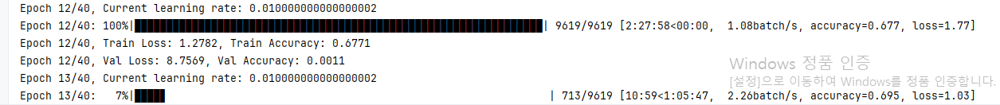 Epoch 12/40, Current learning rate: 0.010000000000000002
Epoch 12/40: 100%|██████████| 9619/9619 [2:27:58<00:00,  1.08batch/s, accuracy=0.677, loss=1.77]
Epoch 12/40, Train Loss: 1.2782, Train Accuracy: 0.6771
Epoch 12/40, Val Loss: 8.7569, Val Accuracy: 0.0011
Epoch 13/40, Current learning rate: 0.010000000000000002
Epoch 13/40:   7%|█████ | 713/9619 [10:59<1:05:47,  2.26batch/s, accuracy=0.695, loss=1.03]
Windows 정품 인증
[설정]으로 이동하여 Windows를 정품 인증합니다.